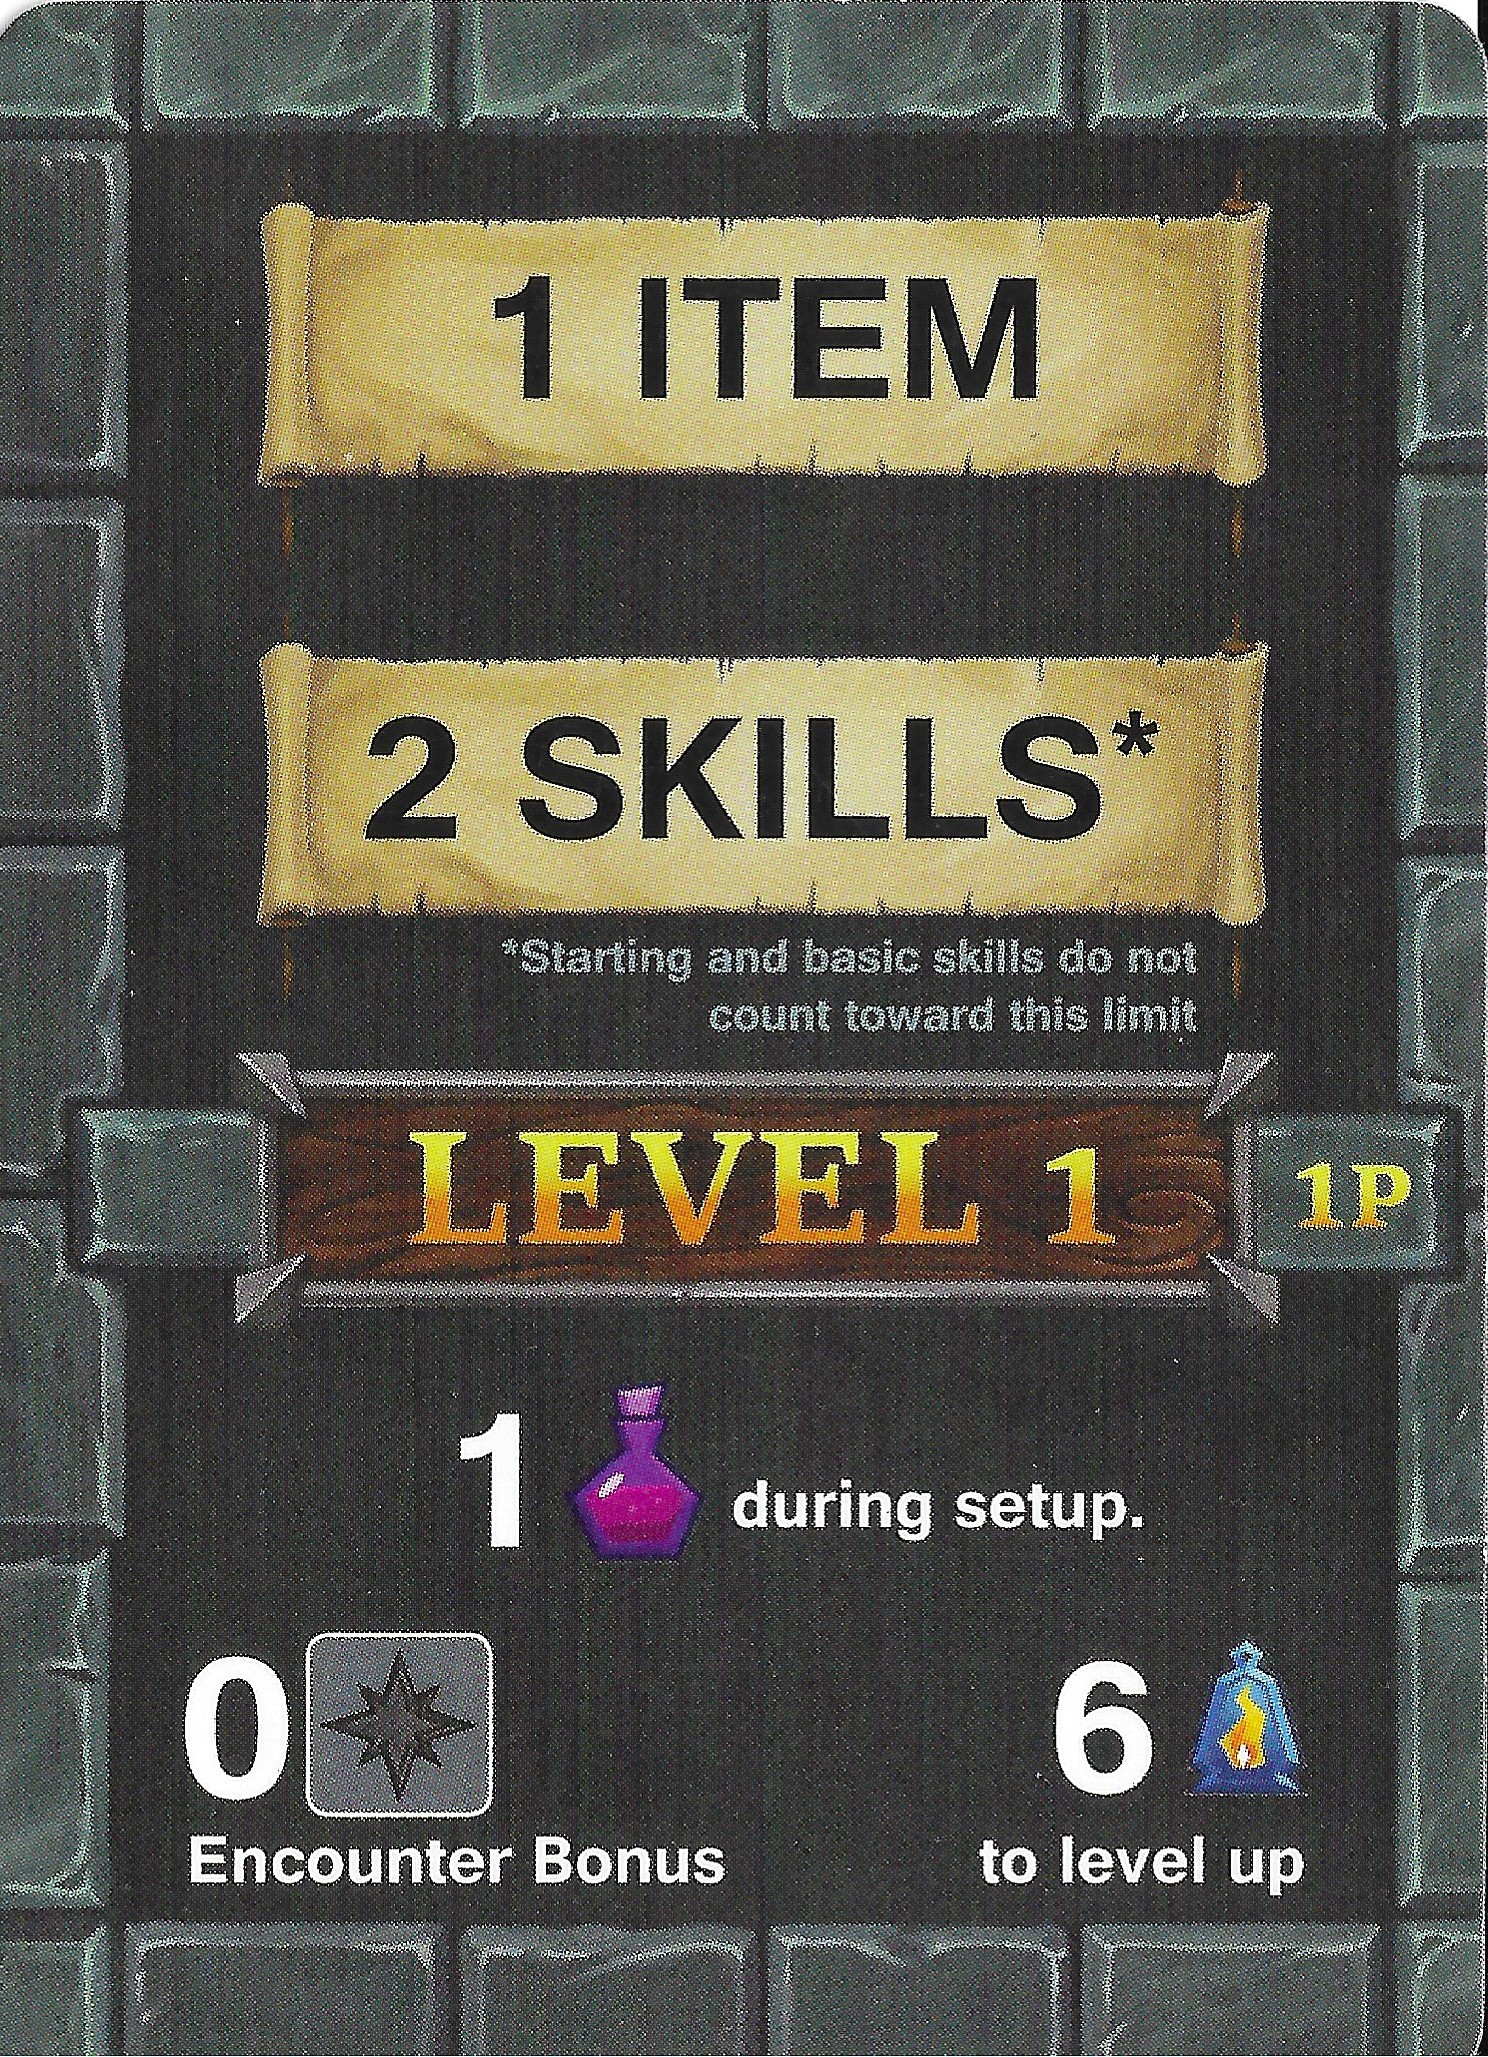 1 ITEM
2 SKILLS*
*Starting and basic skills do not
count toward this limit
LEVEL 1 1P
1 during setup.
0 6
Encounter Bonus to level up